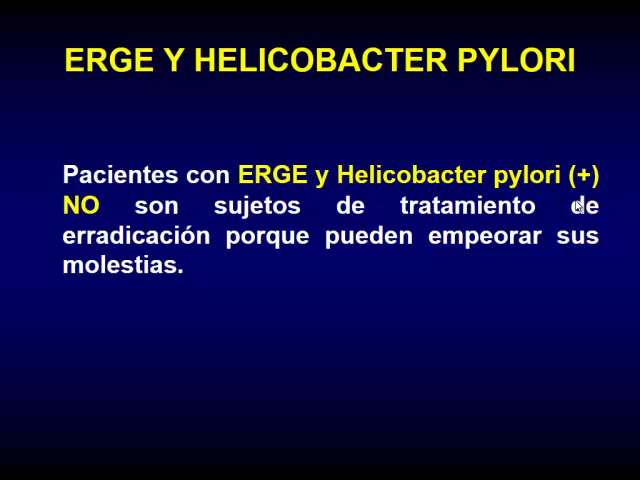 ERGE Y HELICOBACTER PYLORI
Pacientes con ERGE y Helicobacter pylori (+)
NO son sujetos de tratamiento de
erradicación porque pueden empeorar sus
molestias.